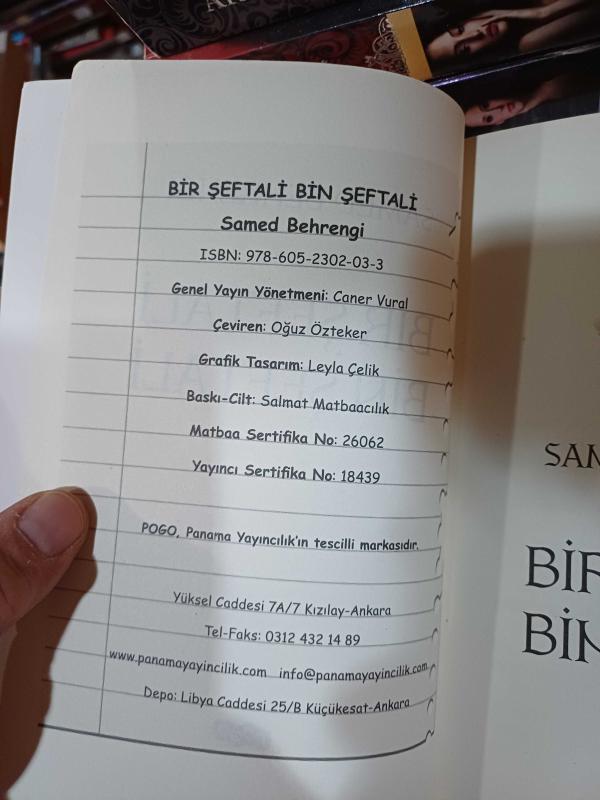 BİR ŞEFTALİ BİN ŞEFTALİ
Samed Behrengi
ISBN: 978-605-2302-03-3
Genel Yayın Yönetmeni: Caner Vural
Çeviren: Oğuz Özteker
Grafik Tasarım: Leyla Çelik
Baskı-Cilt: Salmat Matbaacılık
Matbaa Sertifika No: 26062
Yayıncı Sertifika No: 18439
POGO, Panama Yayıncılık'ın tescilli markasıdır.
Yüksel Caddesi 7A/7 Kızılay-Ankara
Tel-Faks: 0312 432 14 89
www.panamayayincilik.com info@panamayayincilik.com
Depo: Libya Caddesi 25/B Küçükesat-Ankara
SAM
BİR
BİN